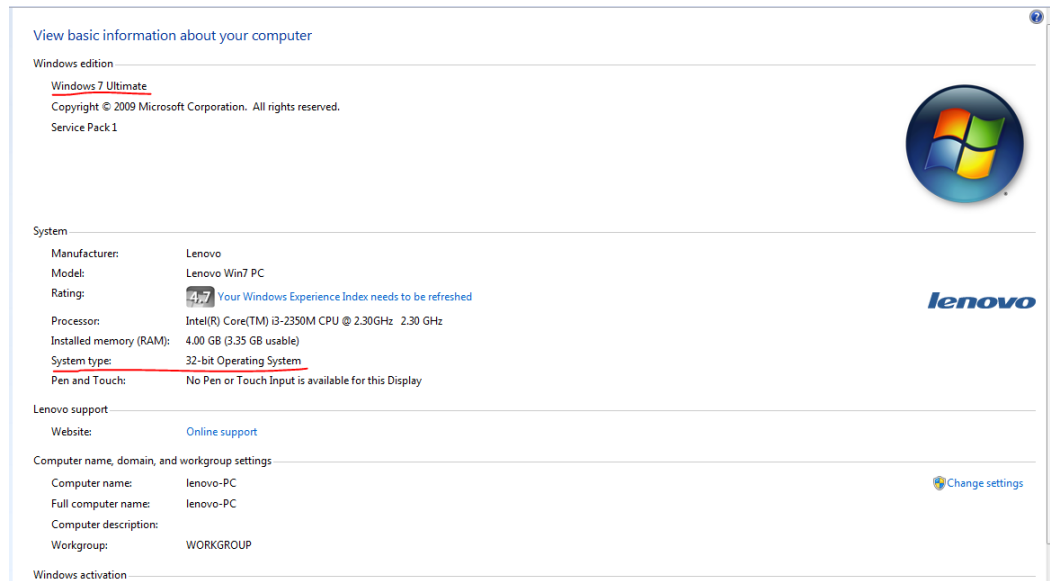 View basic information about your computer
Windows edition
Windows 7 Ultimate
Copyright © 2009 Microsoft Corporation. All rights reserved.
Service Pack 1
System
Manufacturer: Lenovo
Model: Lenovo Win7 PC
Rating: 4.7 Your Windows Experience Index needs to be refreshed
lenovo
Processor: Intel(R) Core(TM) i3-2350M CPU @ 2.30GHz 2.30 GHz
Installed memory (RAM): 4.00 GB (3.35 GB usable)
System type: 32-bit Operating System
Pen and Touch: No Pen or Touch Input is available for this Display
Lenovo support
Website: Online support
Computer name, domain, and workgroup settings
Computer name: lenovo-PC Change settings
Full computer name: lenovo-PC
Computer description:
Workgroup: WORKGROUP
Windows activation